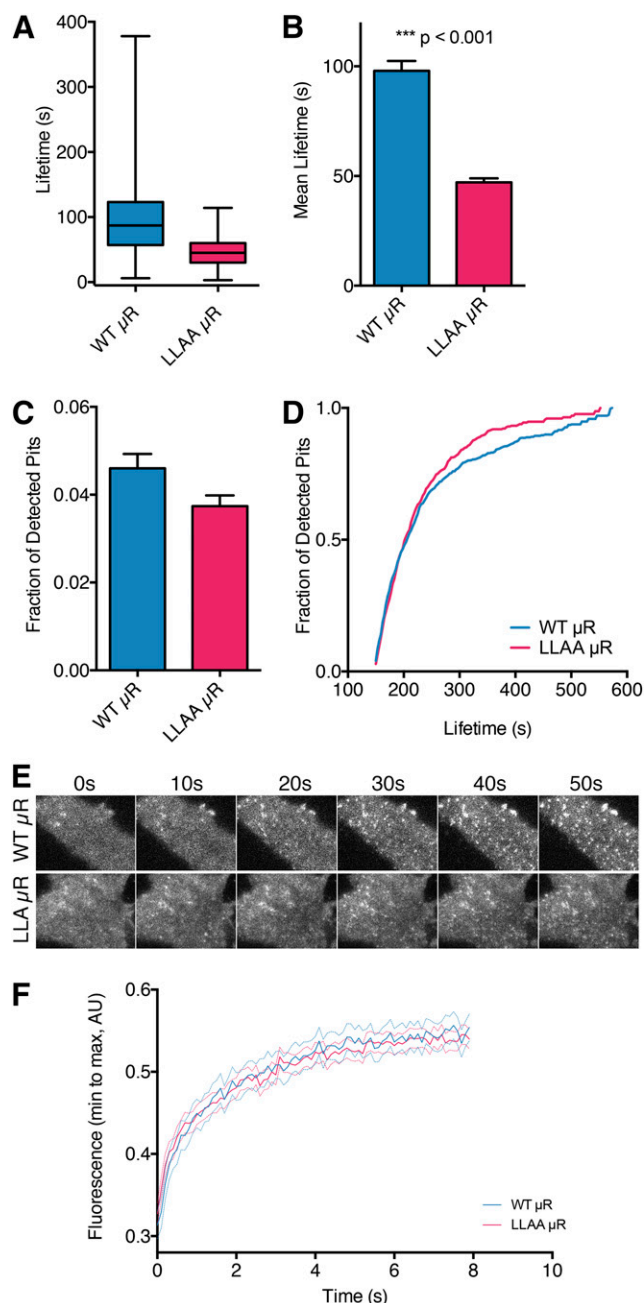 A
Lifetime (s)
400
300
200
100
0
WT µR
LLAA µR
B
*** p < 0.001
Mean Lifetime (s)
100
50
0
WT µR
LLAA µR
C
Fraction of Detected Pits
0.06
0.04
0.02
0.00
WT µR
LLAA µR
D
Fraction of Detected Pits
1.0
0.5
0.0
100 200 300 400 500 600
Lifetime (s)
WT µR
LLAA µR
E
0s 10s 20s 30s 40s 50s
WT µR
LLA µR
F
Fluorescence (min to max, AU)
0.6
0.5
0.4
0.3
0 2 4 6 8 10
Time (s)
WT µR
LLAA µR